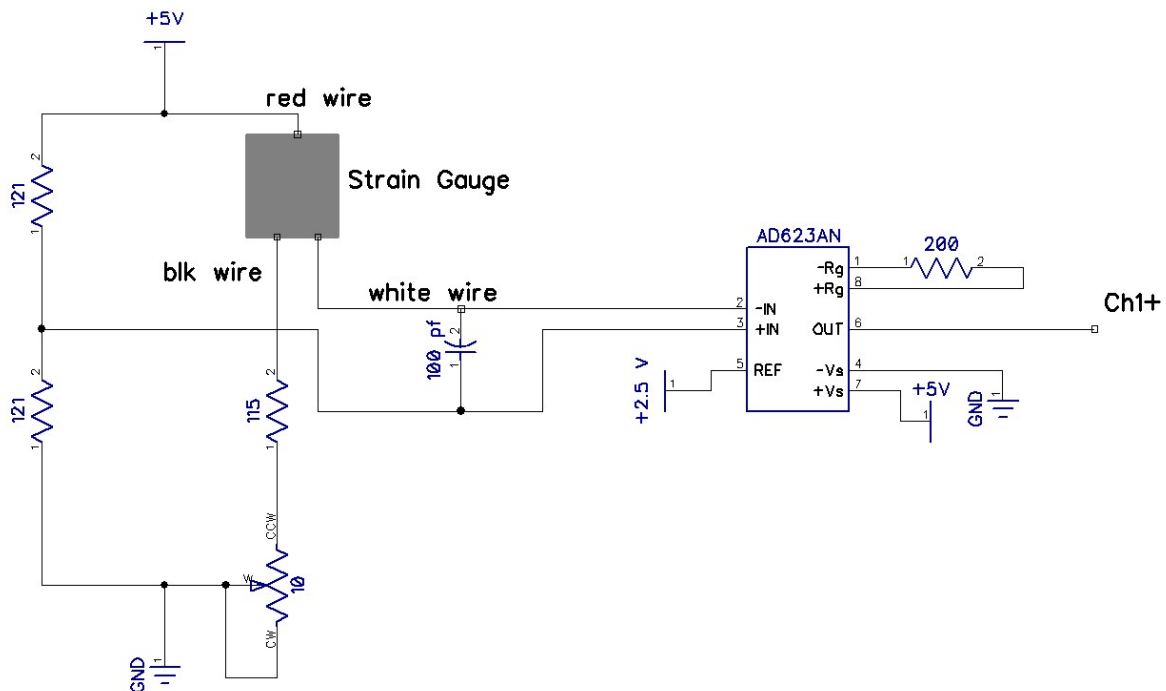 +5V
1
red wire
2
121
1
Strain Gauge
blk wire
white wire
2
100 pf
1
AD623AN
-Rg
+Rg
-IN
+IN
OUT
REF
-Vs
+Vs
1
8
2
3
6
5
4
7
200
1
2
Ch1+
+2.5 V
1
+5V
1
GND
1
2
121
1
2
115
1
CCW
W
10
CW
GND
1